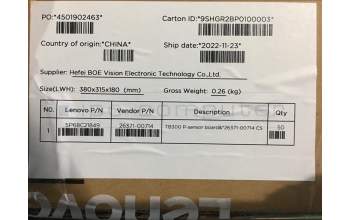 PO:*4501902463*
Carton ID:*9SHGR2BP0100003*
Country of origin:*CHINA*
Ship date:*2022-11-23*
Supplier: Hefei BOE Vision Electronic Technology Co.,Ltd.
Size(LWH): 380x315x180 (mm) Gross Weight: 0.26 (kg)
NO. Lenovo P/N Vendor P/N Description Qty
1 5P68C21849 26371-00714 TB300 P-sensor board&*26371-00714 CS 50
Lenovo